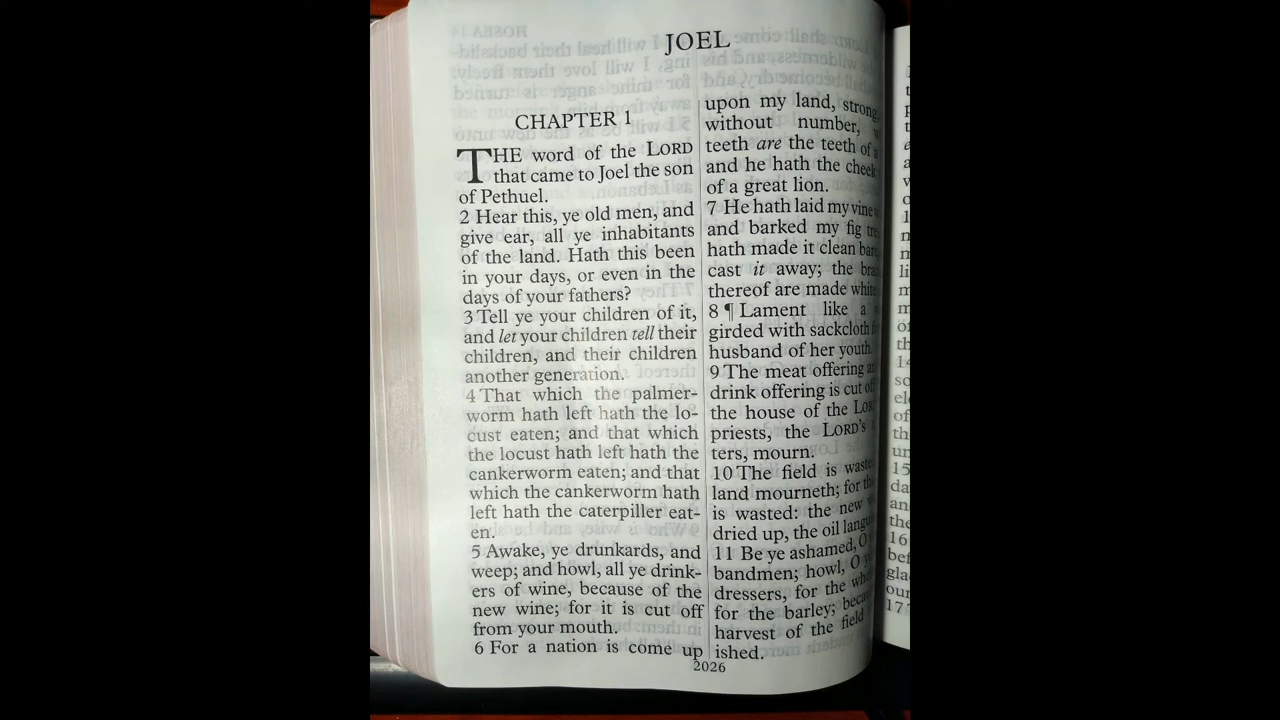 JOEL
CHAPTER 1
THE word of the LORD
that came to Joel the son
of Pethuel.
2 Hear this, ye old men, and
give ear, all ye inhabitants
of the land. Hath this been
in your days, or even in the
days of your fathers?
3 Tell ye your children of it,
and let your children tell their
children, and their children
another generation.
4 That which the palmer-
worm hath left hath the lo-
cust eaten; and that which
the locust hath left hath the
cankerworm eaten; and that
which the cankerworm hath
left hath the caterpiller eat-
en.
5 Awake, ye drunkards, and
weep; and howl, all ye drink-
ers of wine, because of the
new wine; for it is cut off
from your mouth.
6 For a nation is come up
upon my land, strong,
without number,
teeth are the teeth of
and he hath the cheek
of a great lion.
7 He hath laid my vine
and barked my fig
hath made it clean
cast it away; the
thereof are made white
8 ¶ Lament like a
girded with sackcloth
husband of her youth.
9 The meat offering
drink offering is cut
the house of the
priests, the LORD'S
ters, mourn.
10 The field is
land mourneth; for
is wasted: the new
dried up, the oil
11 Be ye ashamed, O
bandmen; howl, O
dressers, for the
for the barley;
harvest of the field
ished.
2026